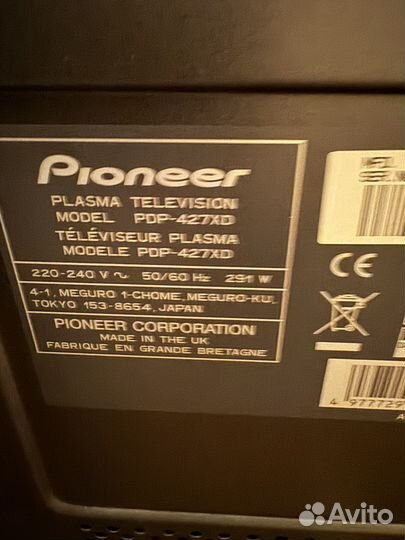 Pioneer
PLASMA TELEVISION
MODEL PDP-427XD
TÉLÉVISEUR PLASMA
MODELE PDP-427XD
220-240 V ~ 50/60 Hz 291 W
4-1, MEGURO 1-CHOME, MEGURO-KU,
TOKYO 153-8654, JAPAN
PIONEER CORPORATION
MADE IN THE UK
FABRIQUE EN GRANDE BRETAGNE
CE
4 977729
Avito